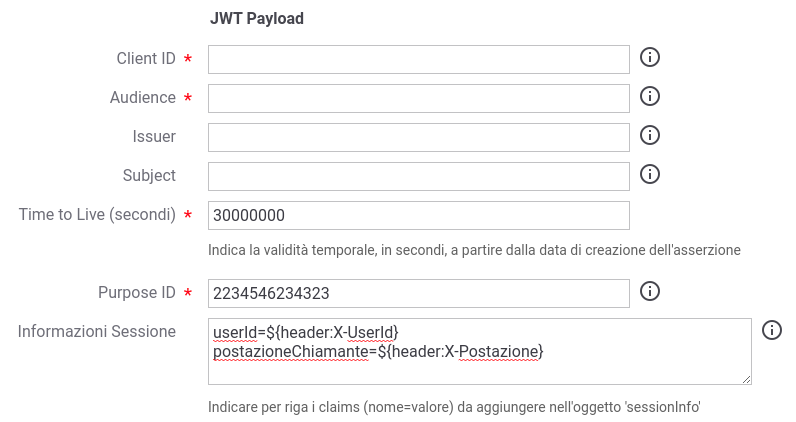 JWT Payload
Client ID *
Audience *
Issuer
Subject
Time to Live (secondi) * 30000000
Indica la validità temporale, in secondi, a partire dalla data di creazione dell'asserzione
Purpose ID * 2234546234323
Informazioni Sessione userId=${header:X-UserId}
postazioneChiamante=${header:X-Postazione}
Indicare per riga i claims (nome=valore) da aggiungere nell'oggetto 'sessionInfo'